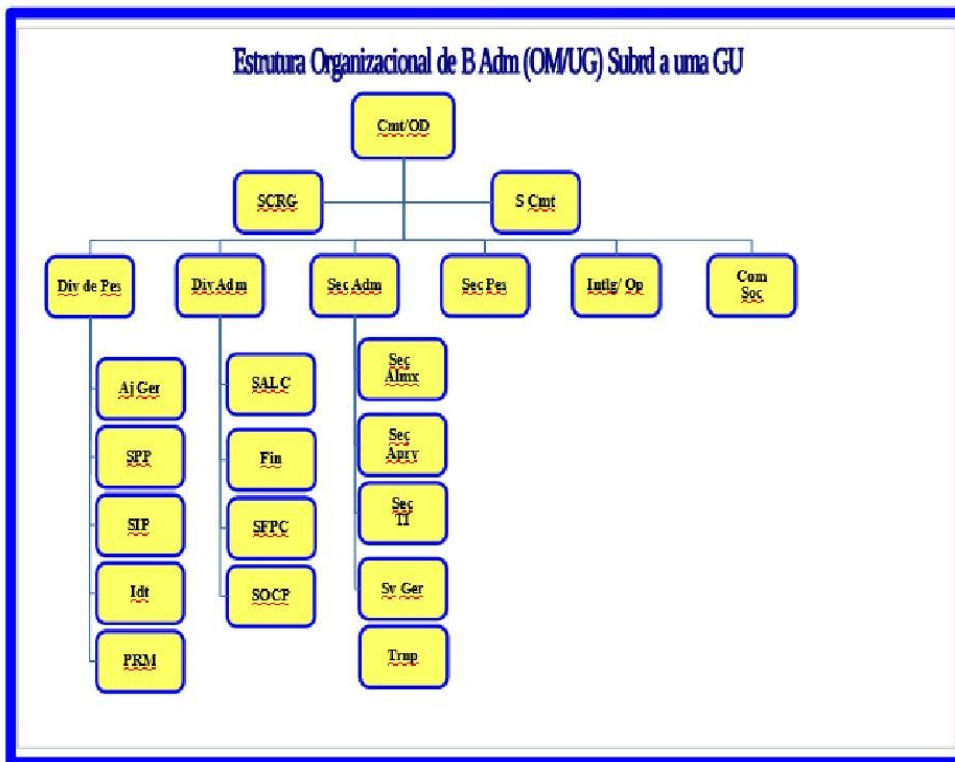 Estrutura Organizacional de B Adm (OM/UG) Subrd a uma GU
Cmt/OD
SCRG
S Cmt
Div de Pes
Div Adm
Sec Adm
Sec Pes
Intlg/ Op
Com
Soc
Aj Ger
SPP
SIP
Idt
PRM
SALC
Fin
SFPC
SOCP
Seç
Almx
Seç
Aprv
Sec
TI
Sv Ger
Trnp